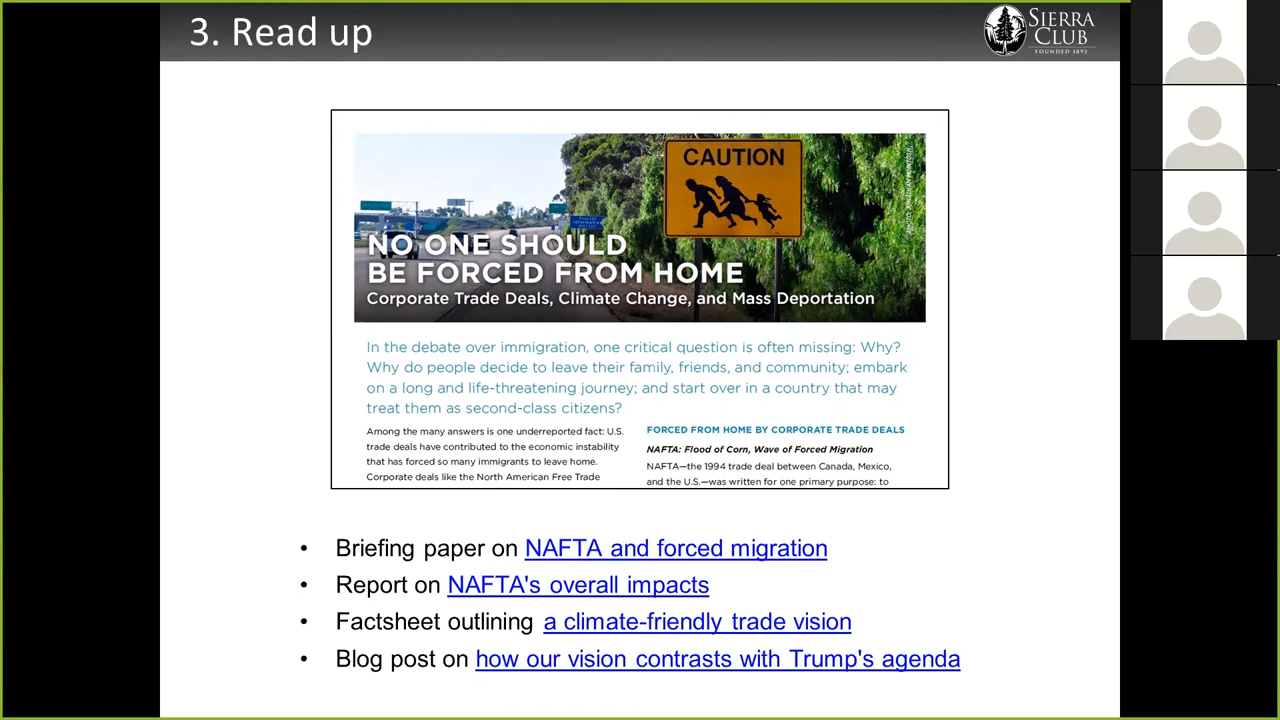 3. Read up
SIERRA
CLUB
FOUNDED 1892
CAUTION
NO ONE SHOULD
BE FORCED FROM HOME
Corporate Trade Deals, Climate Change, and Mass Deportation
In the debate over immigration, one critical question is often missing: Why?
Why do people decide to leave their family, friends, and community; embark
on a long and life-threatening journey; and start over in a country that may
treat them as second-class citizens?
Among the many answers is one underreported fact: U.S.
trade deals have contributed to the economic instability
that has forced so many immigrants to leave home.
Corporate deals like the North American Free Trade
FORCED FROM HOME BY CORPORATE TRADE DEALS
NAFTA: Flood of Corn, Wave of Forced Migration
NAFTA—the 1994 trade deal between Canada, Mexico,
and the U.S.—was written for one primary purpose: to
• Briefing paper on NAFTA and forced migration
• Report on NAFTA's overall impacts
• Factsheet outlining a climate-friendly trade vision
• Blog post on how our vision contrasts with Trump's agenda